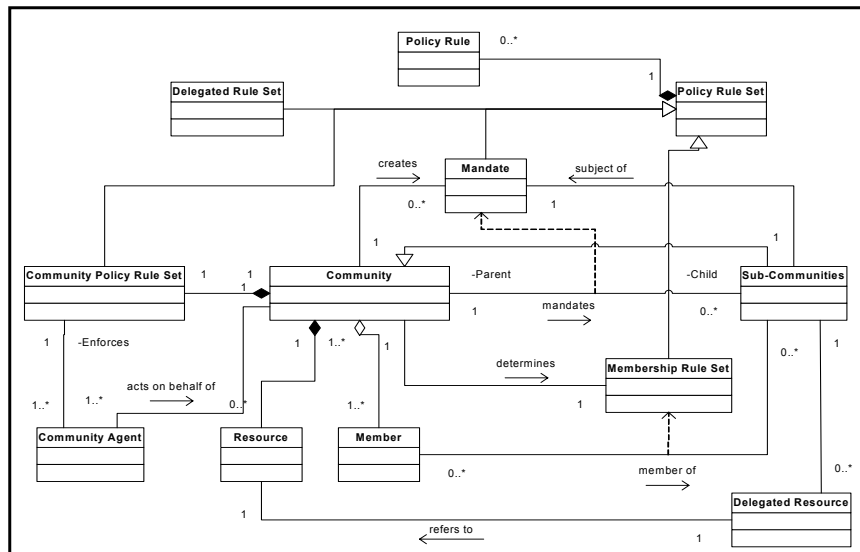 Policy Rule
0..*
1
Delegated Rule Set
Policy Rule Set
creates
Mandate
subject of
0..*
1
1
1
Community Policy Rule Set
1
1
1
Community
-Parent
-Child
Sub-Communities
1
mandates
0..*
1
-Enforces
1
1..*
1
0..*
1
determines
Membership Rule Set
1
acts on behalf of
1..*
1..*
0..*
1..*
Community Agent
Resource
Member
0..*
member of
0..*
Delegated Resource
1
refers to
1